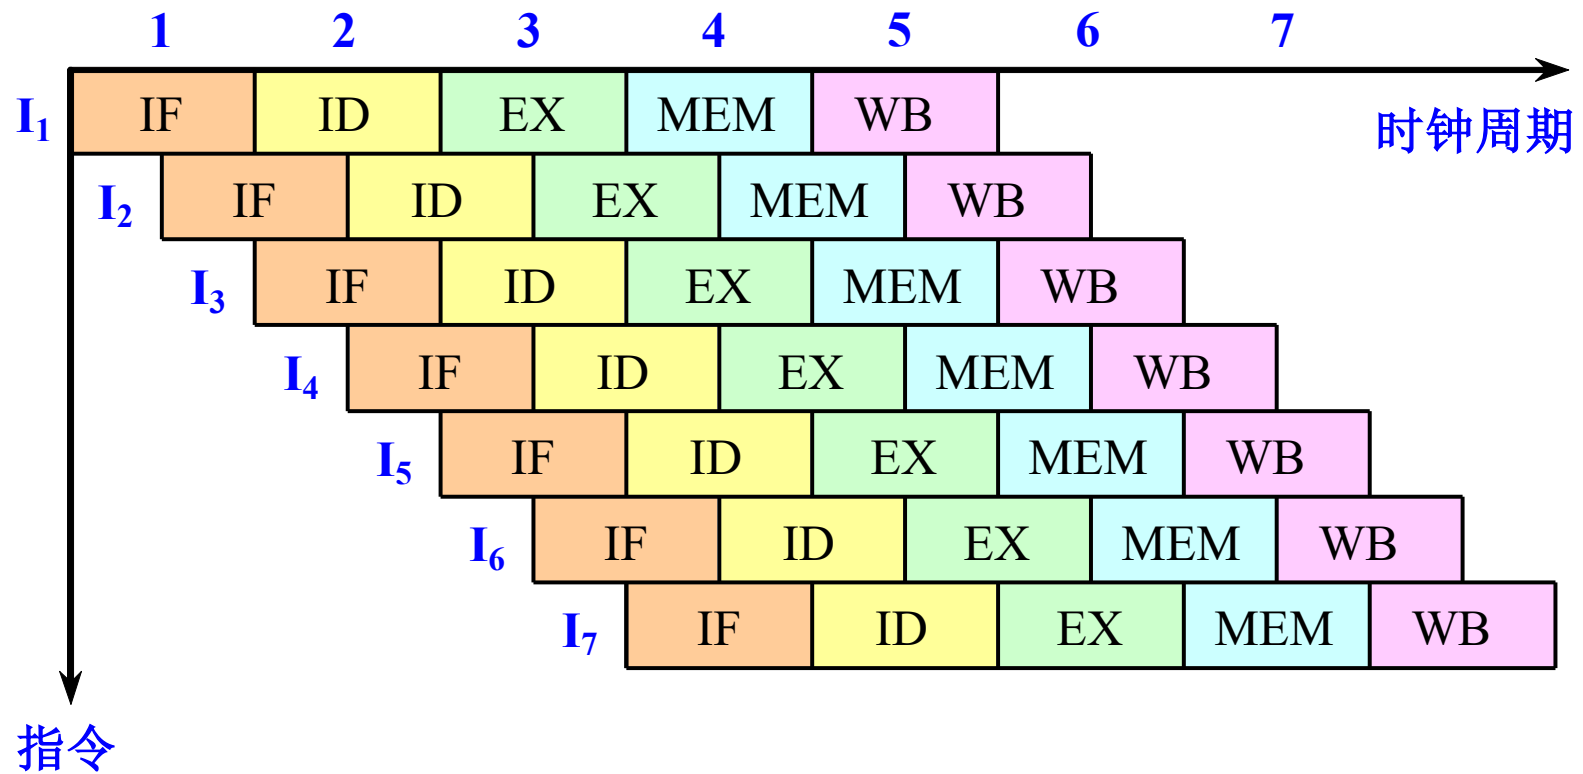 1 2 3 4 5 6 7
时钟周期
I₁ IF ID EX MEM WB
I₂ IF ID EX MEM WB
I₃ IF ID EX MEM WB
I₄ IF ID EX MEM WB
I₅ IF ID EX MEM WB
I₆ IF ID EX MEM WB
I₇ IF ID EX MEM WB
指令